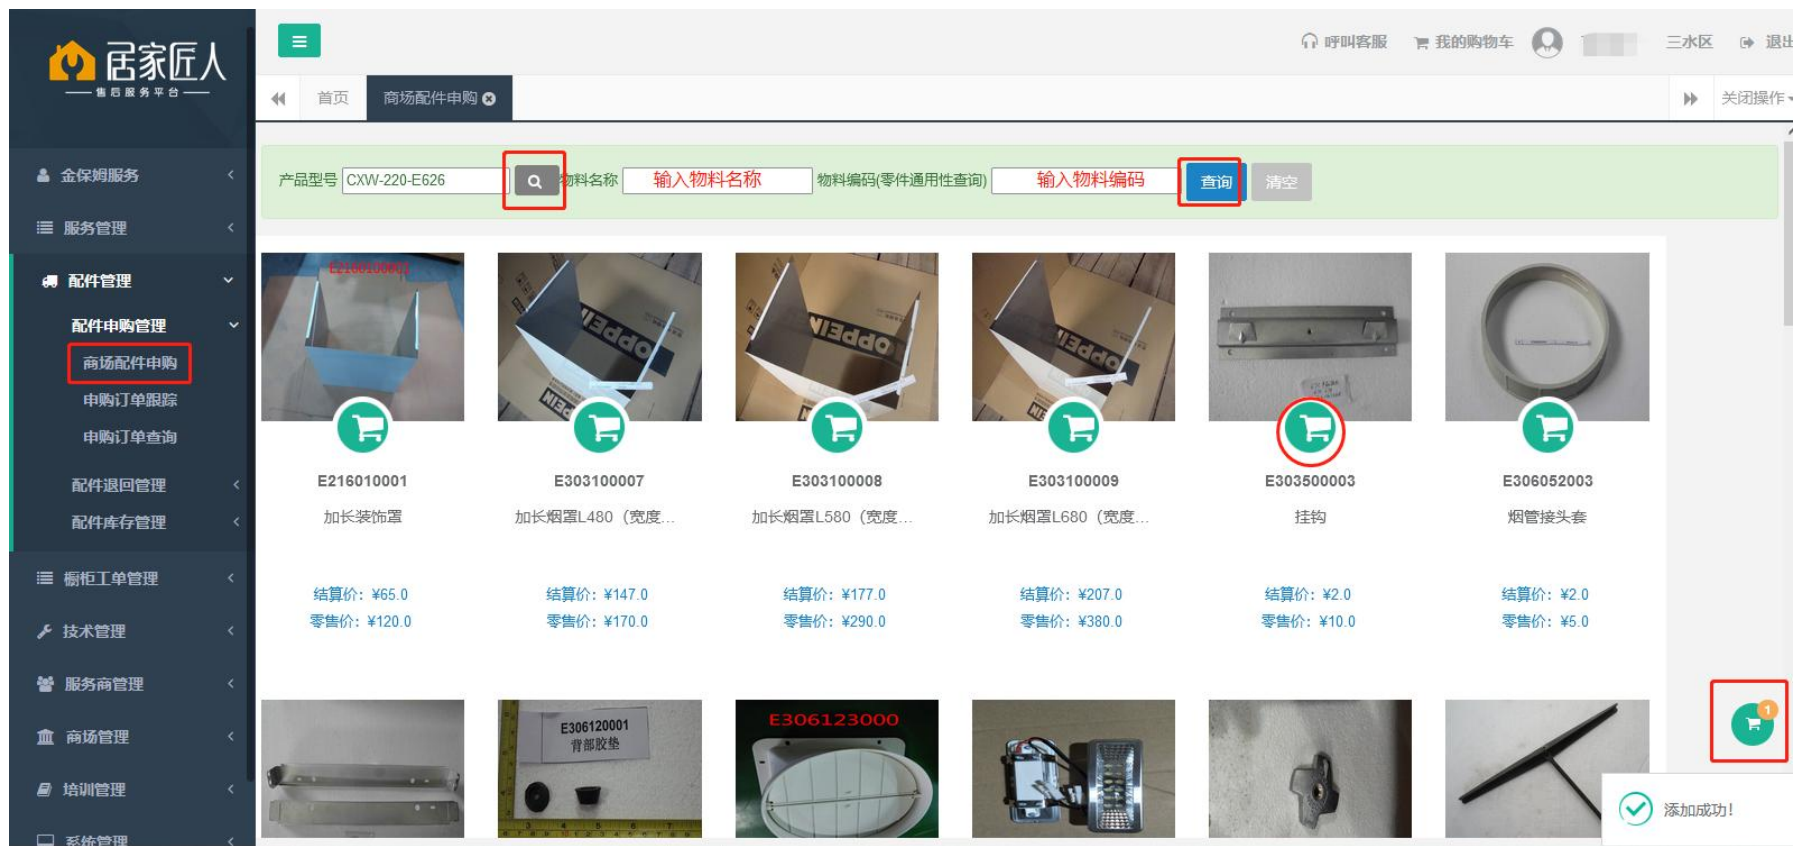 居家匠人
售后服务平台
呼叫客服
我的购物车
三水区
退出
首页
商场配件申购
关闭操作
金保姆服务
服务管理
配件管理
配件申购管理
商场配件申购
申购订单跟踪
申购订单查询
配件退回管理
配件库存管理
橱柜工单管理
技术管理
服务商管理
商场管理
培训管理
系统管理
产品型号 CXW-220-E626 物料名称 输入物料名称 物料编码(零件通用性查询) 输入物料编码 查询 清空
OPPEIN
OPPEIN
OPPEIN
E216010001 E303100007 E303100008 E303100009 E303500003 E306052003
加长装饰罩 加长烟罩L480（宽度... 加长烟罩L580（宽度... 加长烟罩L680（宽度... 挂钩 烟管接头套
结算价：¥65.0 结算价：¥147.0 结算价：¥177.0 结算价：¥207.0 结算价：¥2.0 结算价：¥2.0
零售价：¥120.0 零售价：¥170.0 零售价：¥290.0 零售价：¥380.0 零售价：¥10.0 零售价：¥5.0
E306120001
背部胶垫
E306123000
1
添加成功!